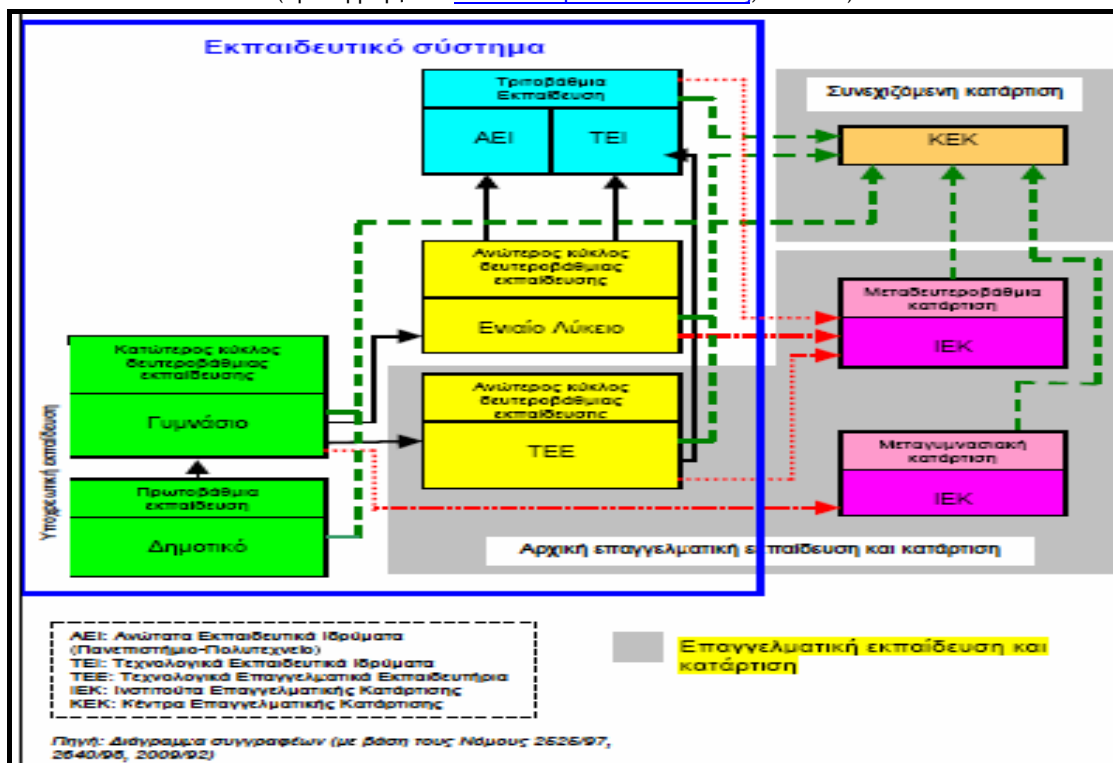 Εκπαιδευτικό σύστημα
Τριτοβάθμια
Εκπαίδευση
ΑΕΙ
ΤΕΙ
Συνεχιζόμενη κατάρτιση
ΚΕΚ
Ανώτερος κύκλος
δευτεροβάθμιας
εκπαίδευσης
Ενιαίο Λύκειο
Μεταδευτεροβάθμια
κατάρτιση
ΙΕΚ
Κατώτερος κύκλος
δευτεροβάθμιας
εκπαίδευσης
Γυμνάσιο
Ανώτερος κύκλος
δευτεροβάθμιας
εκπαίδευσης
ΤΕΕ
Μεταγυμνασιακή
κατάρτιση
ΙΕΚ
Υποχρεωτική εκπαίδευση
Πρωτοβάθμια
εκπαίδευση
Δημοτικό
Αρχική επαγγελματική εκπαίδευση και κατάρτιση
ΑΕΙ: Ανώτατα Εκπαιδευτικά Ιδρύματα
(Πανεπιστήμιο-Πολυτεχνείο)
ΤΕΙ: Τεχνολογικά Εκπαιδευτικά Ιδρύματα
ΤΕΕ: Τεχνολογικά Επαγγελματικά Εκπαιδευτήρια
ΙΕΚ: Ινστιτούτα Επαγγελματικής Κατάρτισης
ΚΕΚ: Κέντρα Επαγγελματικής Κατάρτισης
Επαγγελματική εκπαίδευση και
κατάρτιση
Πηγή: Διάγραμμα συγγραφέων (με βάση τους Νόμους 2525/97,
2640/98, 2009/92)